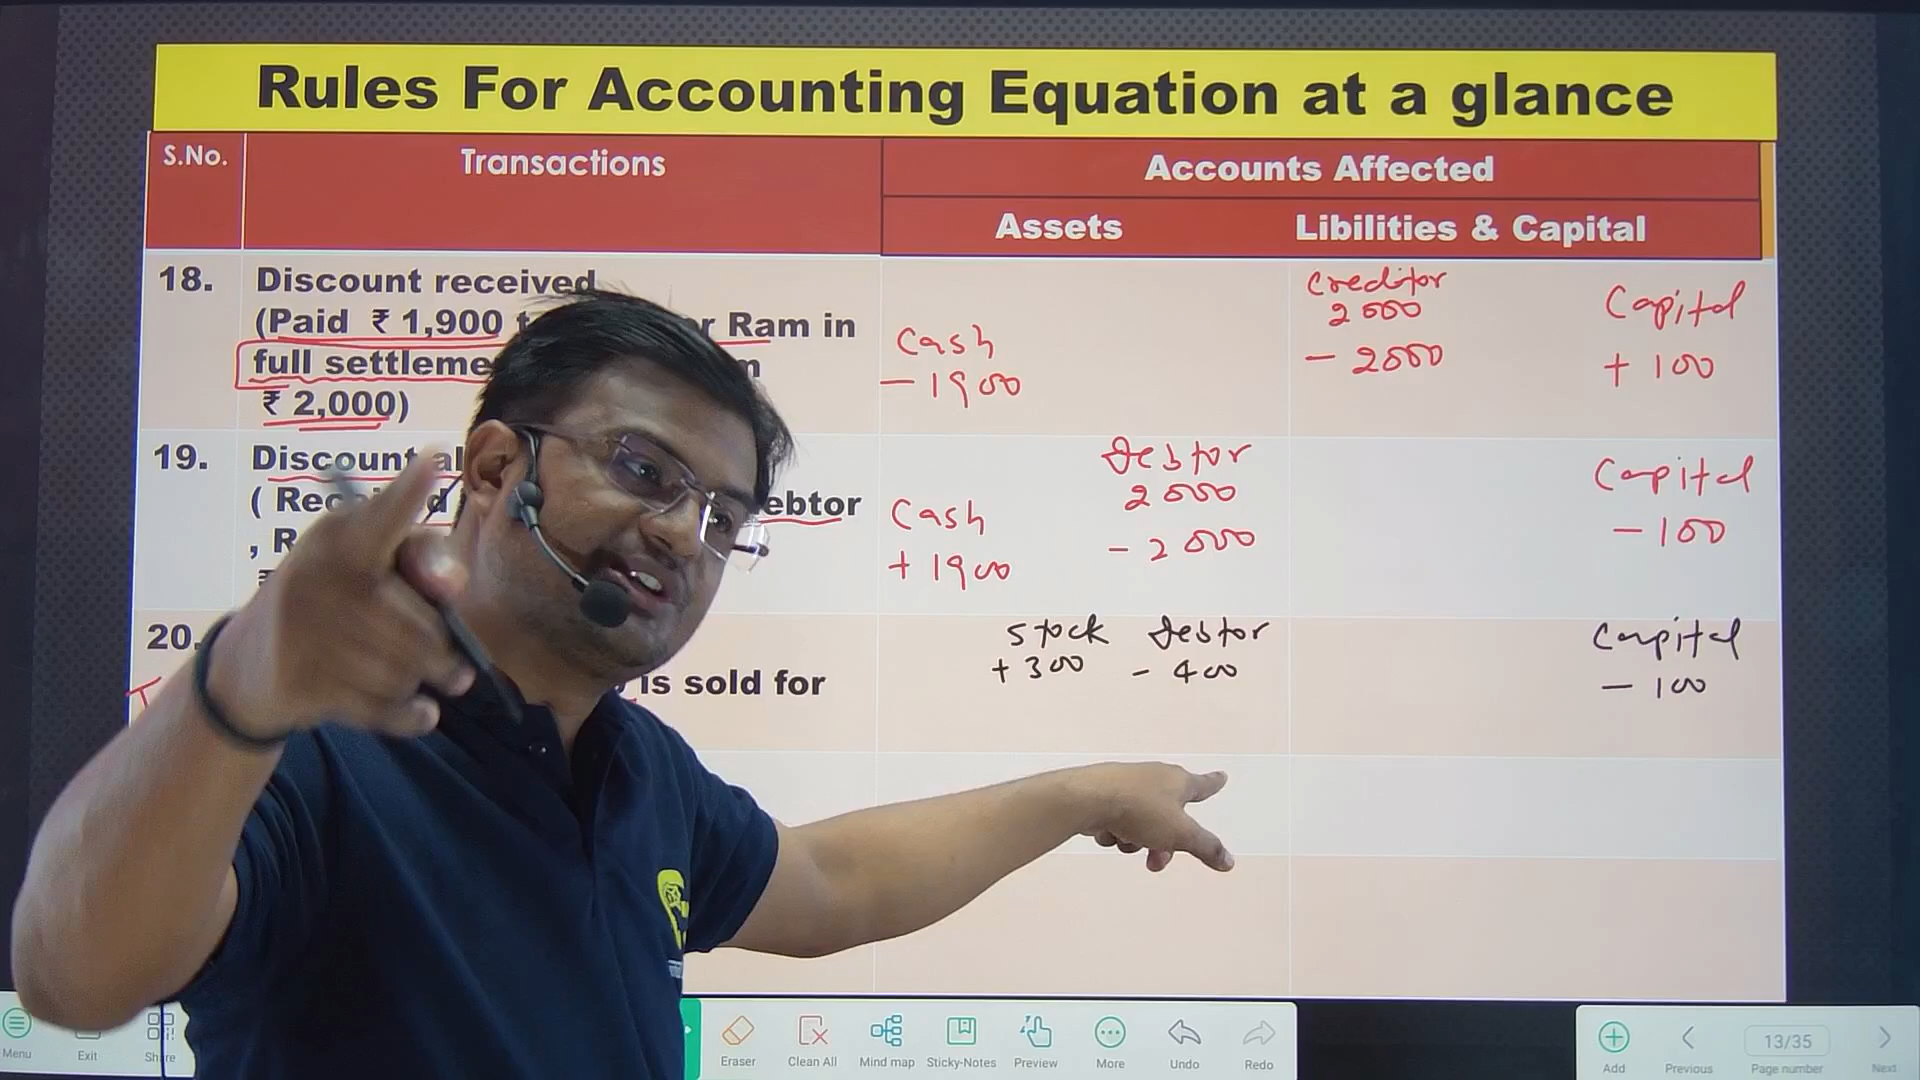 Rules For Accounting Equation at a glance
S.No.
Transactions
Accounts Affected
Assets
Libilities & Capital
18.
Discount received
(Paid ₹ 1,900 Ram in
full settleme
₹ 2,000)
Cash
- 1900
Creditor
2000
- 2000
Capital
+ 100
19.
Discount al
( Rec d ebtor
, R
Cash
+ 1900
Debtor
2000
- 2000
Capital
- 100
20.
is sold for
Stock
+ 300
Debtor
- 400
Capital
- 100
Menu
Exit
Share
Eraser
Clean All
Mind map
Sticky-Notes
Preview
More
Undo
Redo
Add
Previous
13/35
Page number
Next